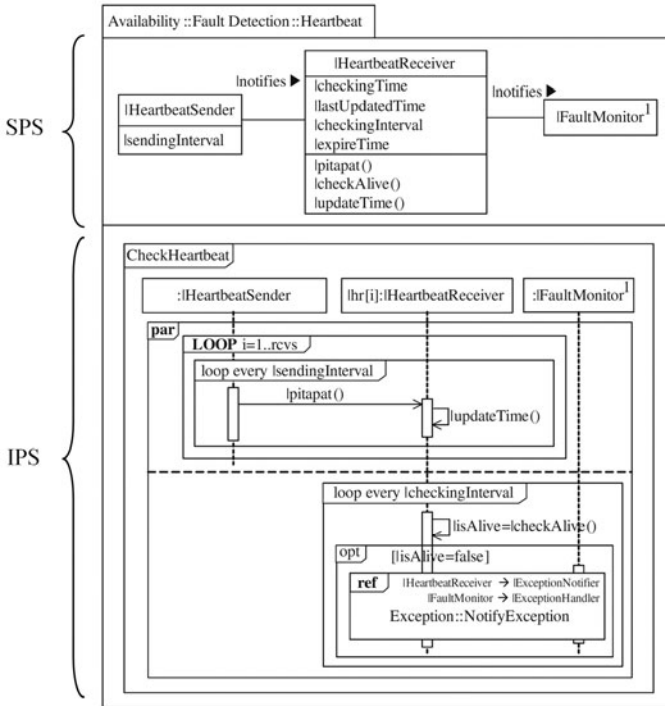 Availability ::Fault Detection::Heartbeat
SPS
|notifies ▶
|HeartbeatSender
|sendingInterval
|HeartbeatReceiver
|checkingTime
|lastUpdatedTime
|checkingInterval
|expireTime
|pitapat()
|checkAlive()
|updateTime()
|notifies ▶
|FaultMonitor1
IPS
CheckHeartbeat
:|HeartbeatSender
|hr[i]:|HeartbeatReceiver
:|FaultMonitor1
par
LOOP i=1..rcvs
loop every |sendingInterval
|pitapat()
|updateTime()
loop every |checkingInterval
|isAlive=|checkAlive()
opt
[|isAlive=false]
ref
|HeartbeatReceiver → |ExceptionNotifier
|FaultMonitor → |ExceptionHandler
Exception::NotifyException